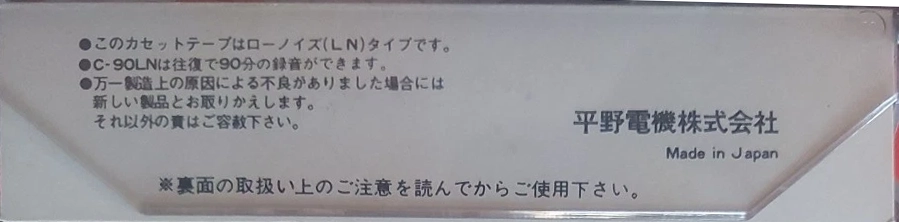 ●このカセットテープはローノイズ(LN)タイプです。
●C-90LNは往復で90分の録音ができます。
●万一製造上の原因による不良がありました場合には
新しい製品とお取りかえします。
それ以外の責はご容赦下さい。
平野電機株式会社
Made in Japan
※裏面の取扱い上のご注意を読んでからご使用下さい。